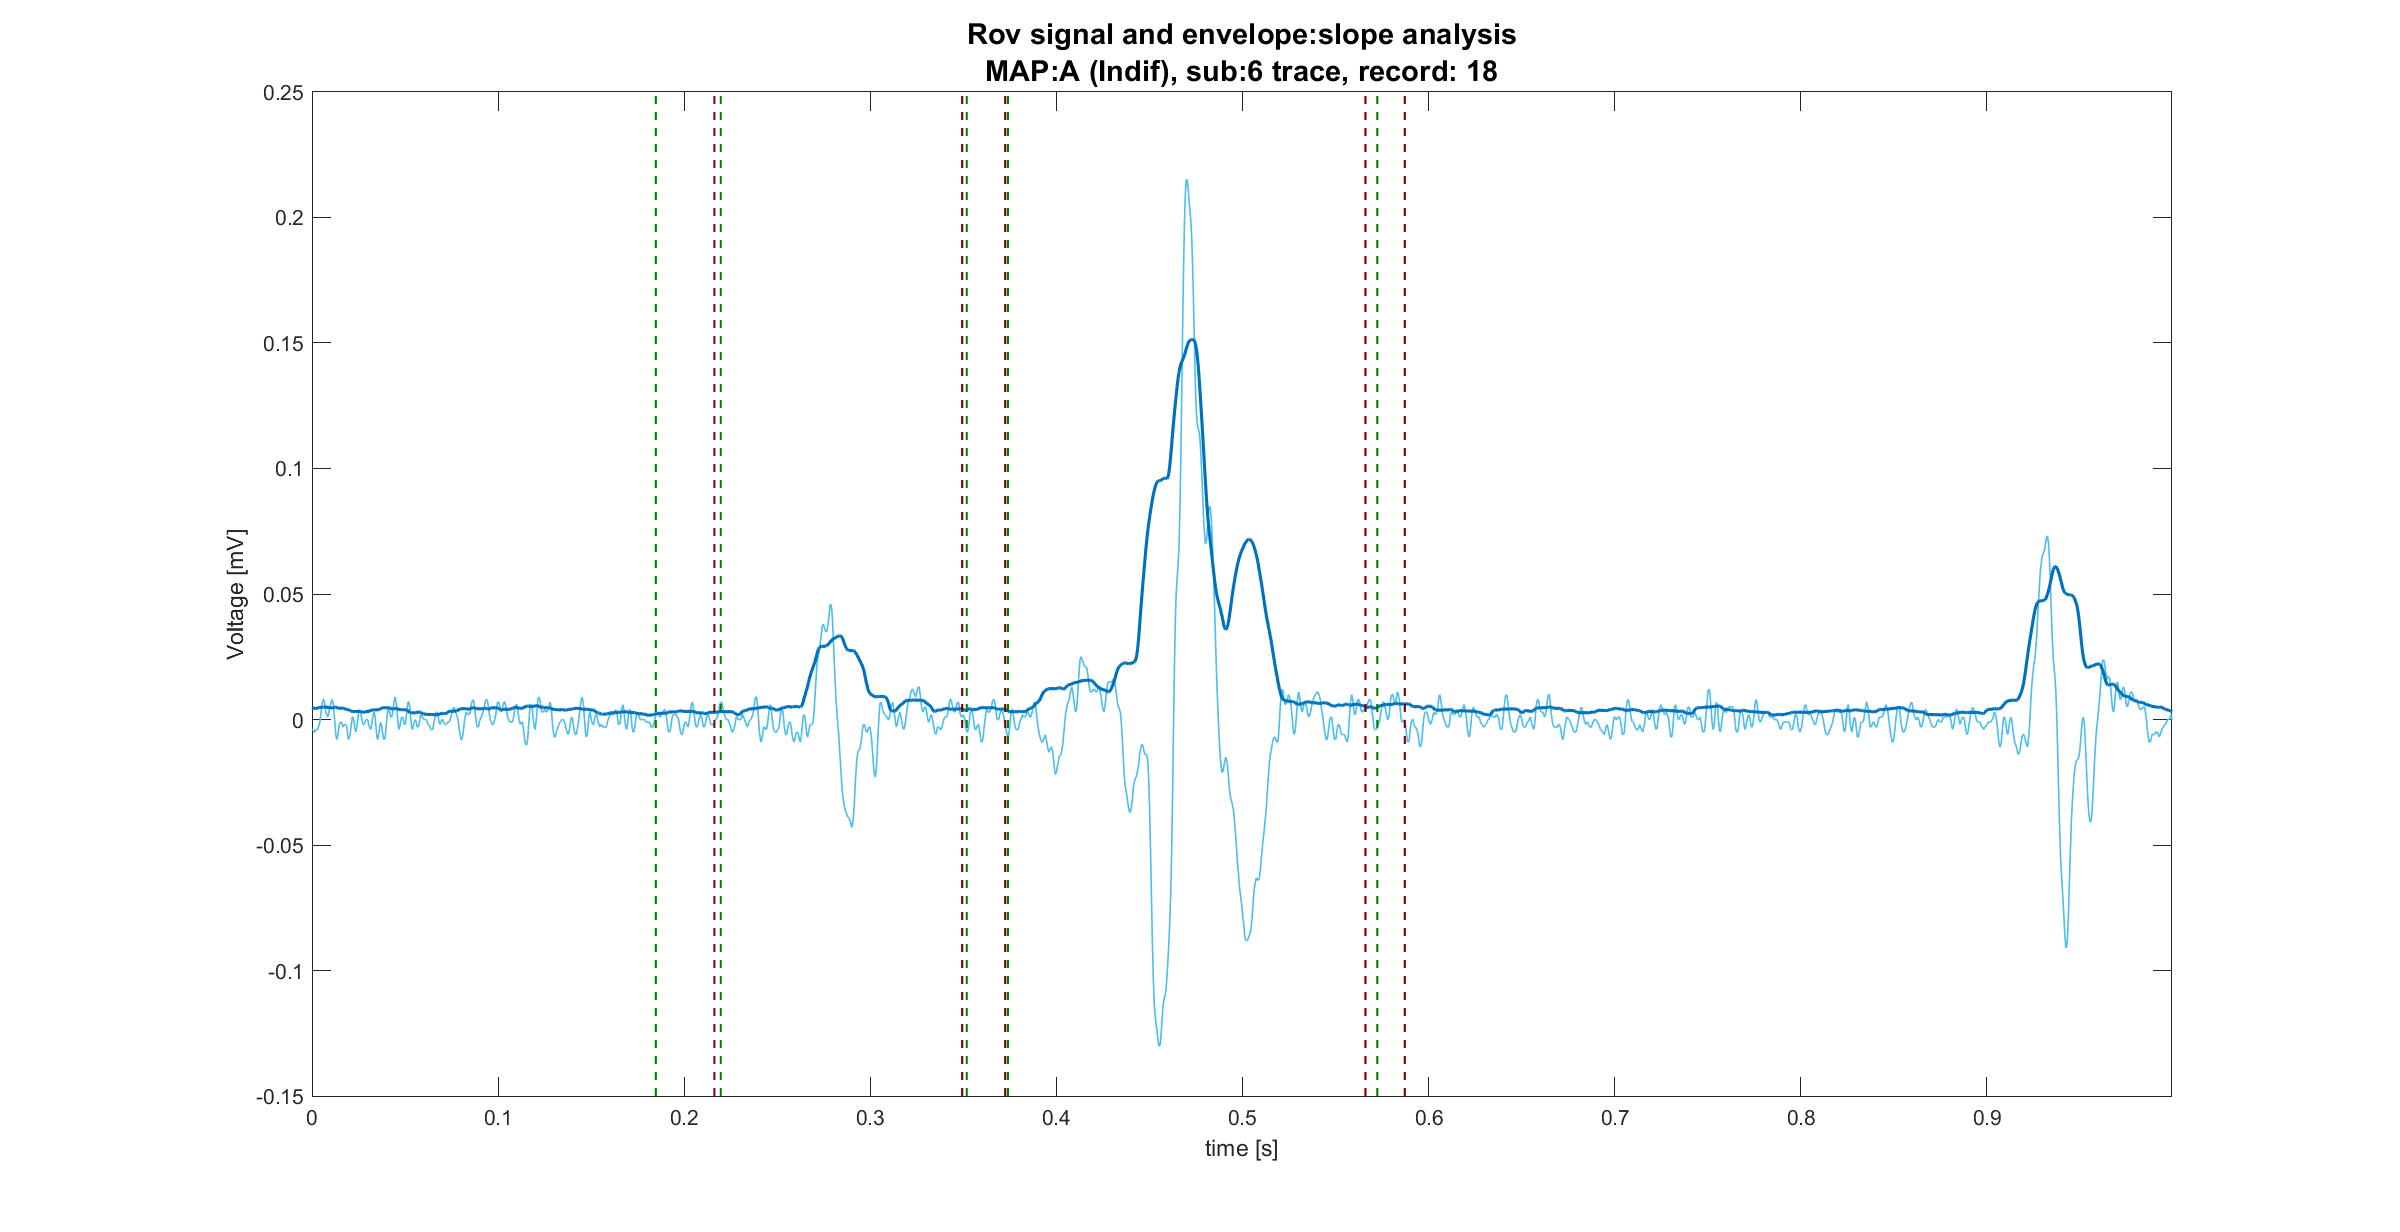 Rov signal and envelope:slope analysis
MAP:A (Indif), sub:6 trace, record: 18
0.25
0.2
0.15
0.1
0.05
0
-0.05
-0.1
-0.15
Voltage [mV]
0 0.1 0.2 0.3 0.4 0.5 0.6 0.7 0.8 0.9
time [s]